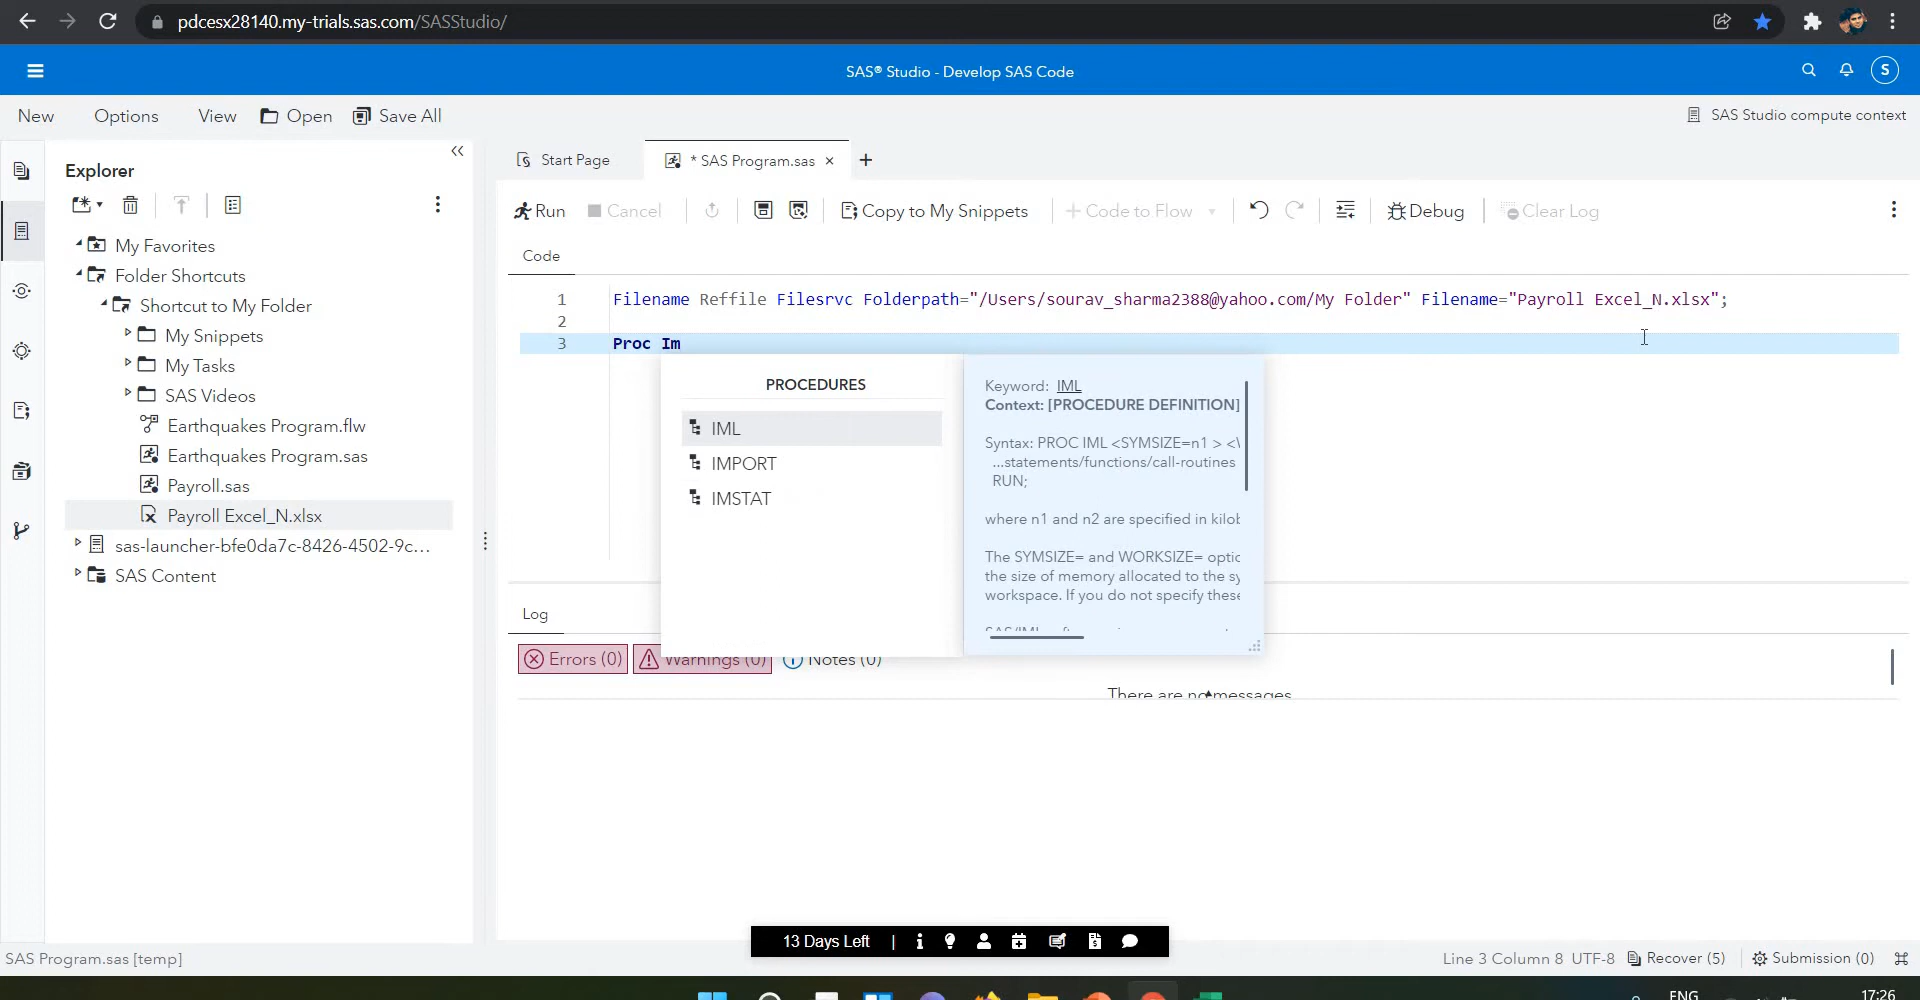 pdcesx28140.my-trials.sas.com/SASStudio/
SAS® Studio - Develop SAS Code
S
New Options View Open Save All SAS Studio compute context
Explorer
Start Page * SAS Program.sas × +
Run Cancel Copy to My Snippets Code to Flow Debug Clear Log
My Favorites
Folder Shortcuts
Shortcut to My Folder
My Snippets
My Tasks
SAS Videos
Earthquakes Program.flw
Earthquakes Program.sas
Payroll.sas
Payroll Excel_N.xlsx
sas-launcher-bfe0da7c-8426-4502-9c...
SAS Content
Code
1 Filename Reffile Filesrvc Folderpath="/Users/sourav_sharma2388@yahoo.com/My Folder" Filename="Payroll Excel_N.xlsx";
2
3 Proc Im
PROCEDURES
IML
IMPORT
IMSTAT
Keyword: IML
Context: [PROCEDURE DEFINITION]
Syntax: PROC IML <SYMSIZE=n1 > <\
...statements/functions/call-routines
RUN;
where n1 and n2 are specified in kilob
The SYMSIZE= and WORKSIZE= optic
the size of memory allocated to the sy
workspace. If you do not specify these
Log
Errors (0) Warnings (0) Notes (0)
There are no messages
13 Days Left |
SAS Program.sas [temp] Line 3 Column 8 UTF-8 Recover (5) Submission (0)
ENG
17:26